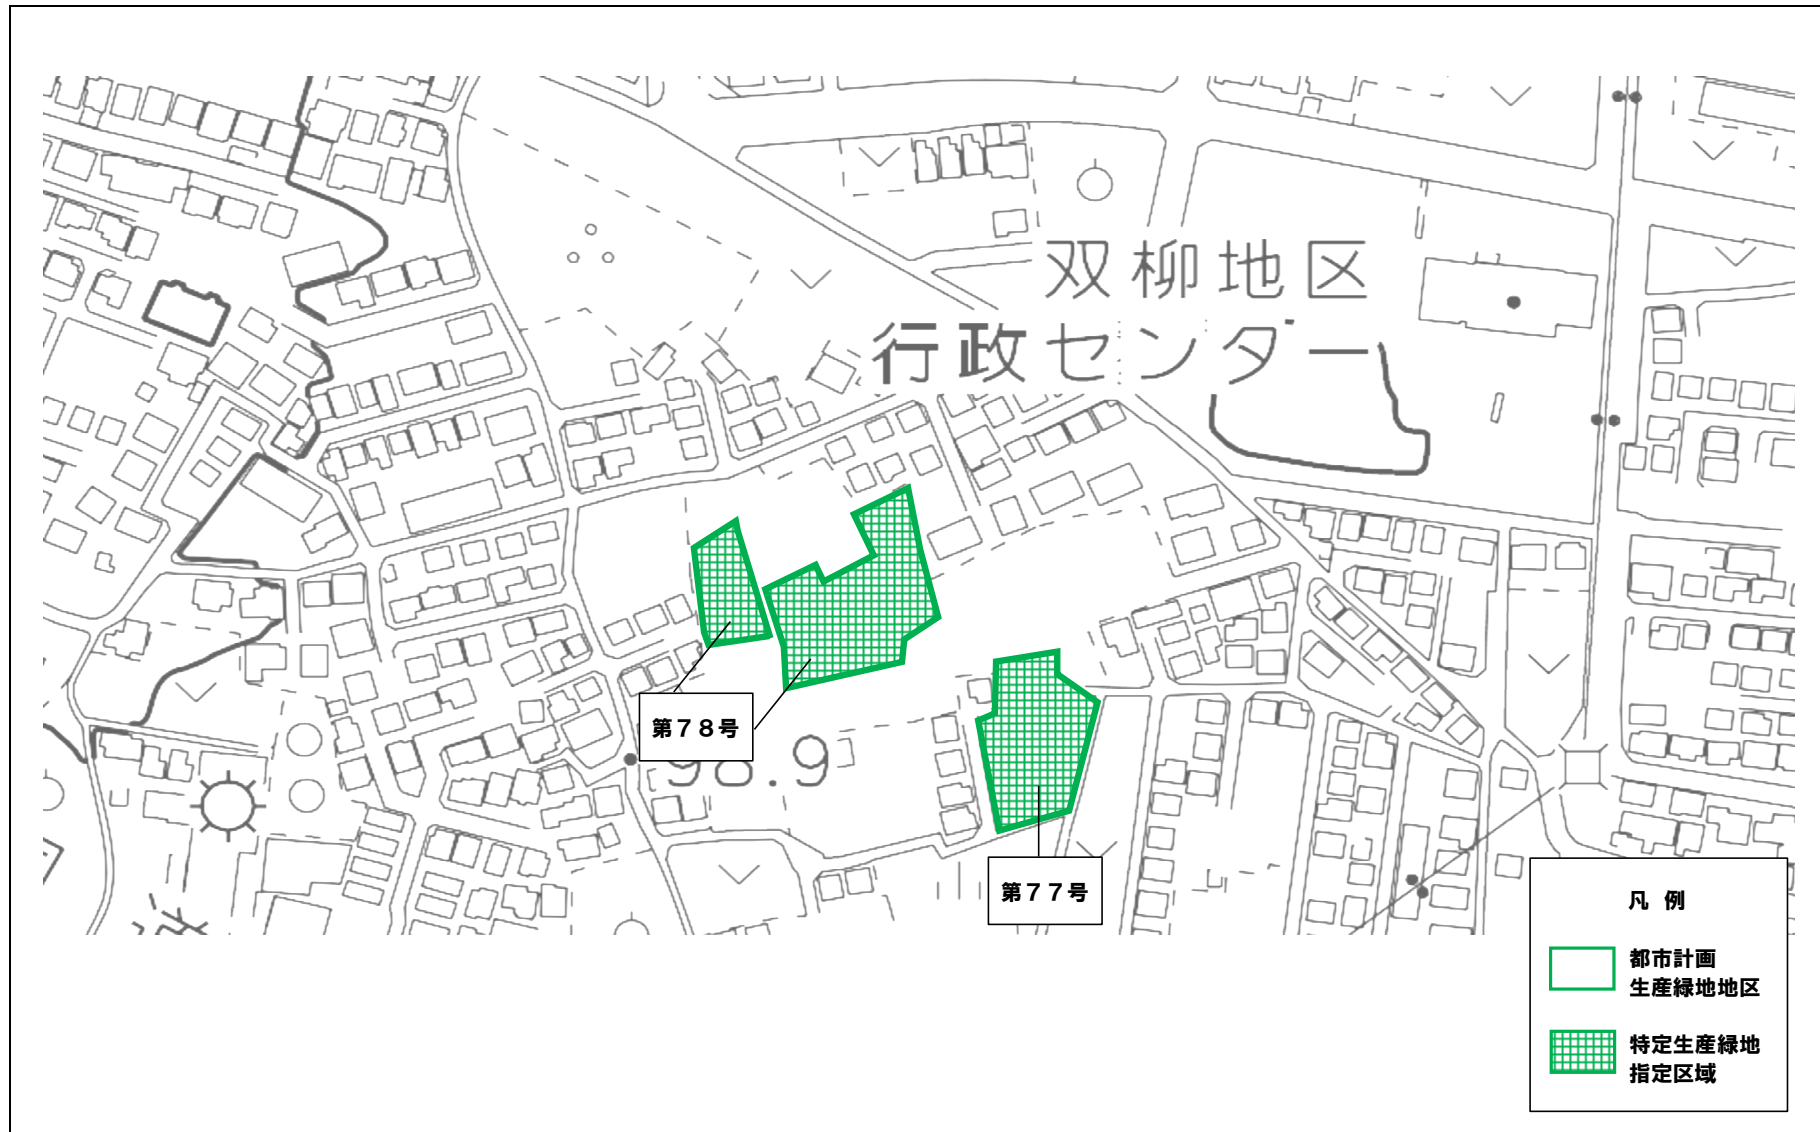 双柳地区
行政センター
第７８号
98.9
第７７号
凡 例
都市計画
生産緑地地区
特定生産緑地
指定区域